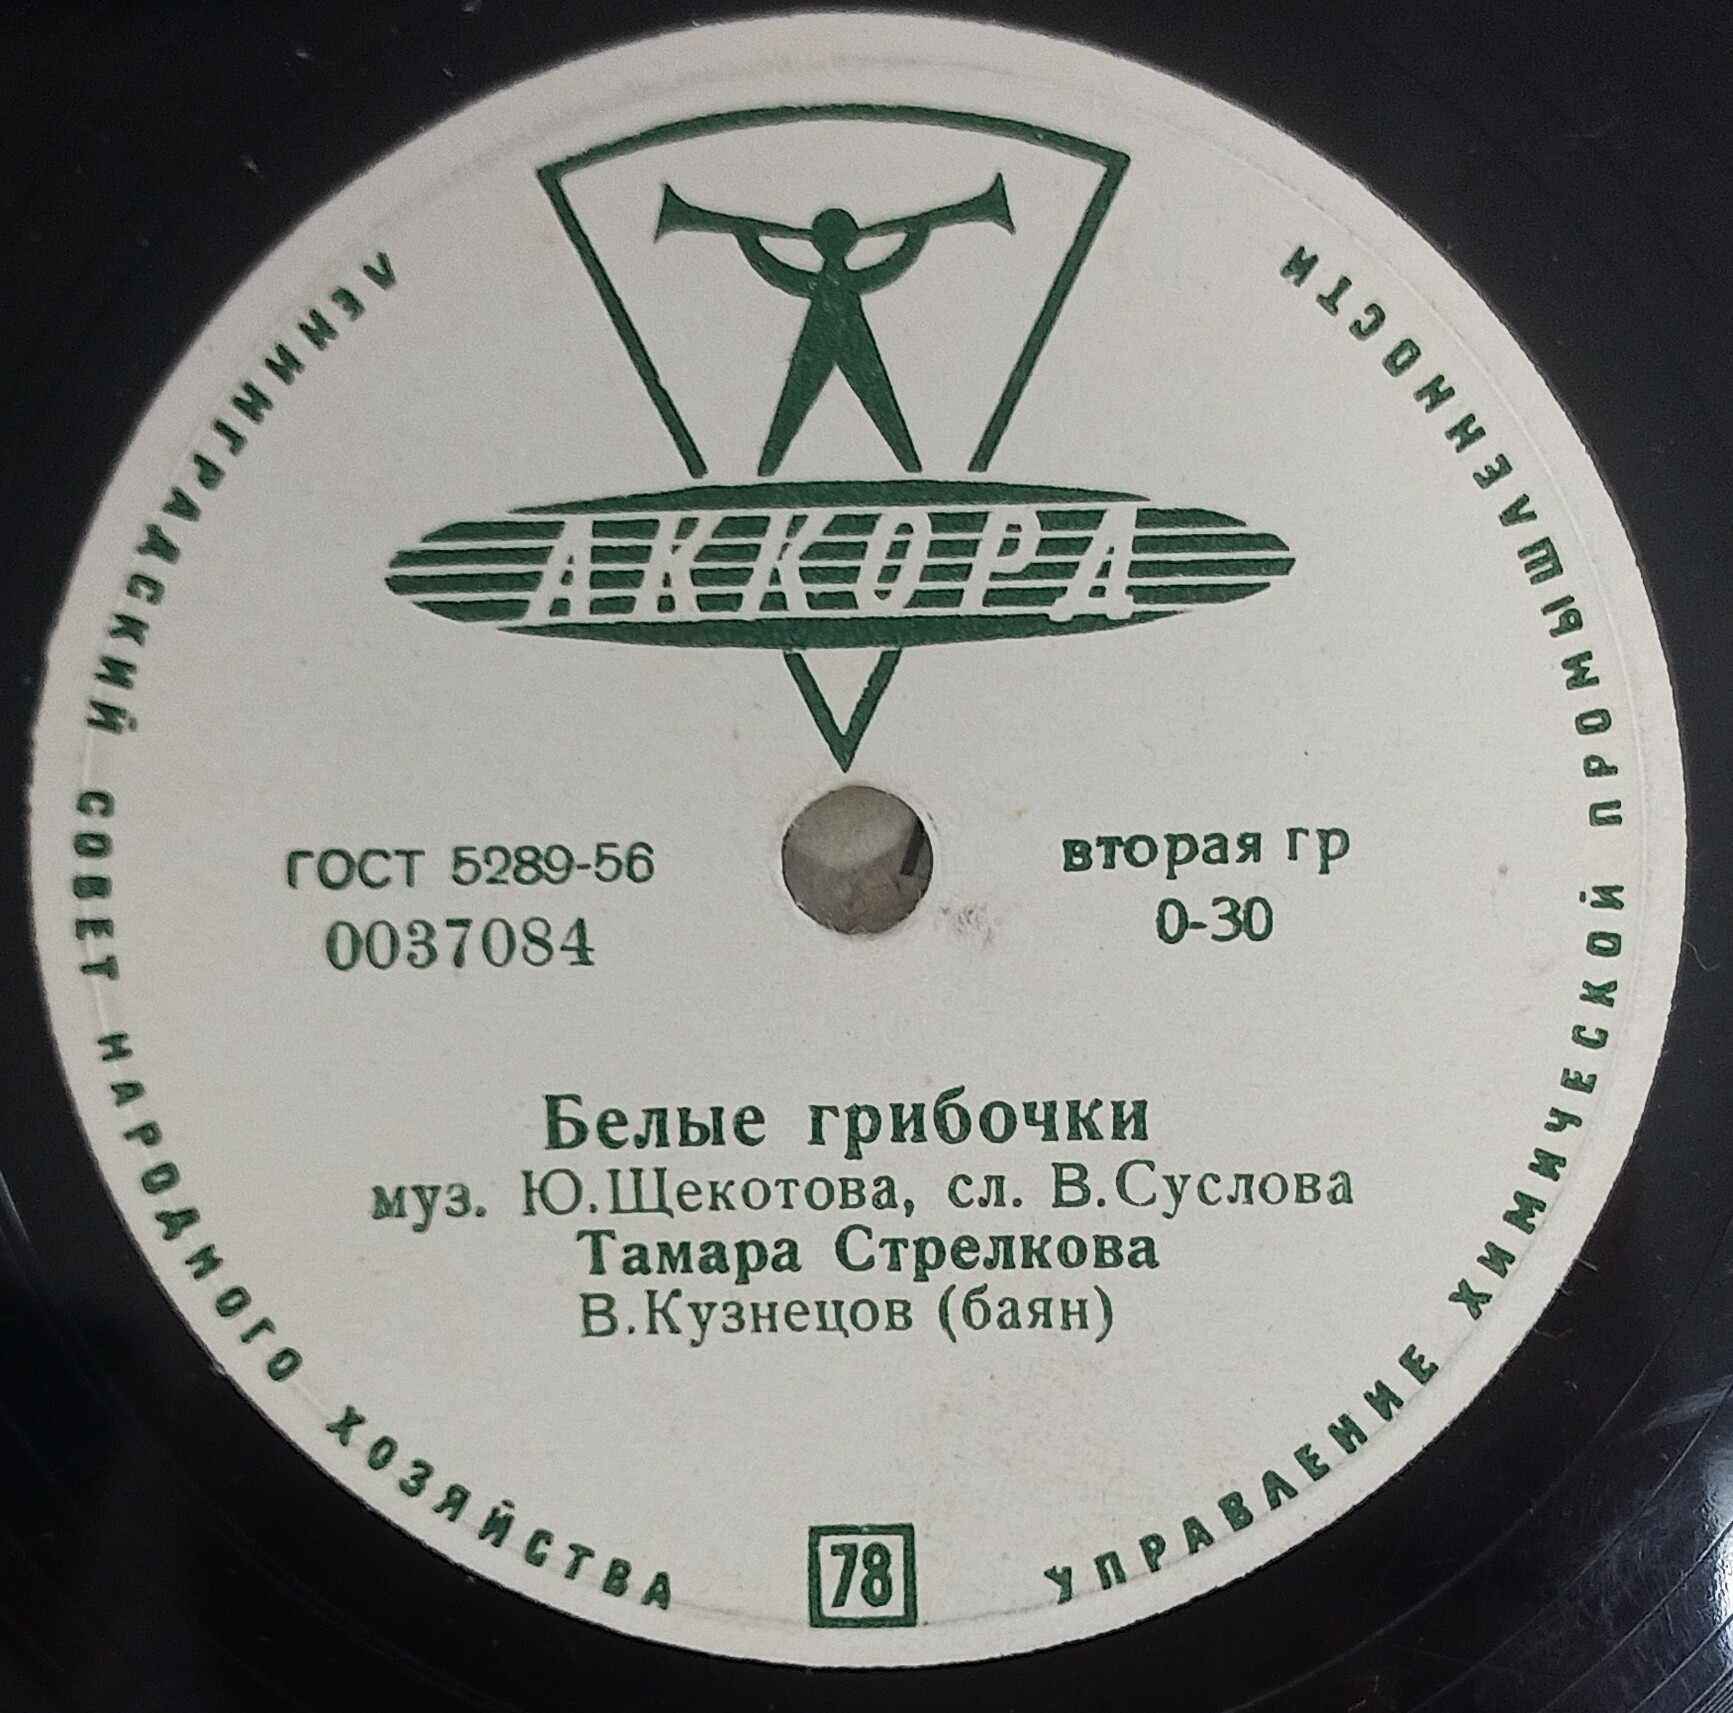 АККОРД
ЛЕНИНГРАДСКИЙ СОВЕТ НАРОДНОГО ХОЗЯЙСТВА
УПРАВЛЕНИЕ ХИМИЧЕСКОЙ ПРОМЫШЛЕННОСТИ
ГОСТ 5289-56
0037084
вторая гр
0-30
Белые грибочки
муз. Ю.Щекотова, сл. В.Суслова
Тамара Стрелкова
В.Кузнецов (баян)
78